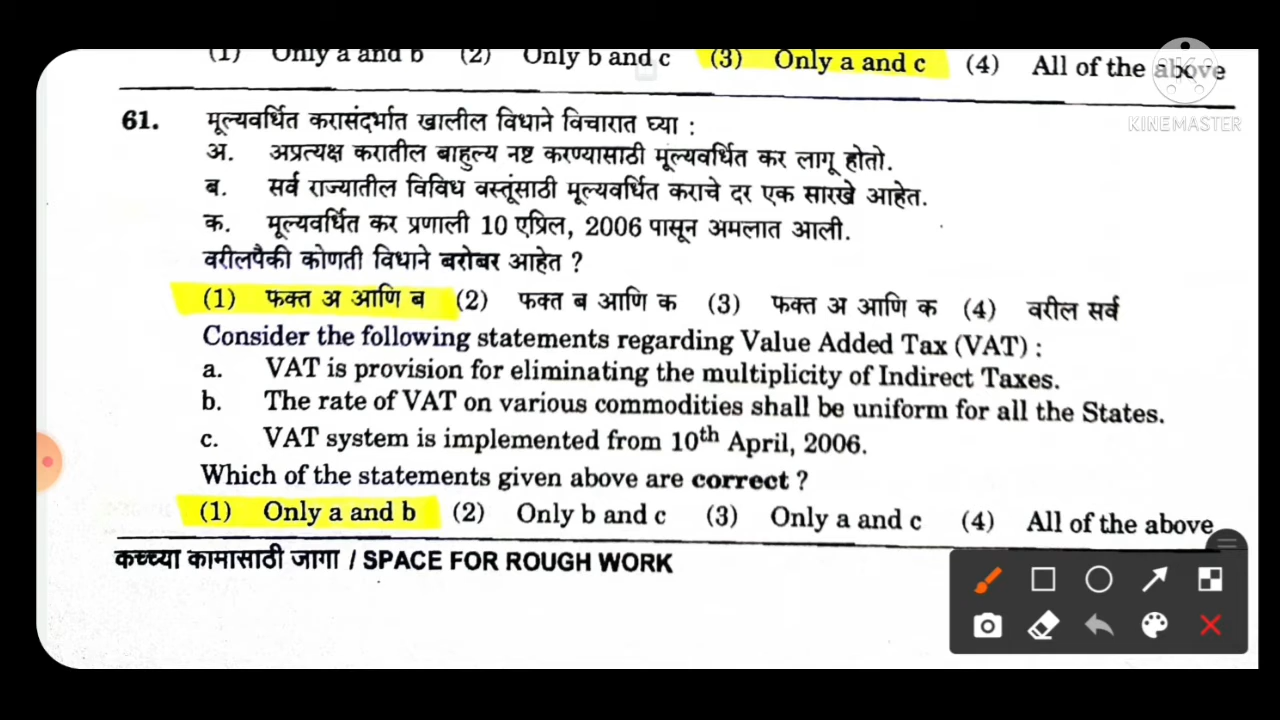 (1) Only a and b (2) Only b and c (3) Only a and c (4) All of the above
KINEMASTER
61. मूल्यवर्धित करासंदर्भात खालील विधाने विचारात घ्या :
अ. अप्रत्यक्ष करातील बाहुल्य नष्ट करण्यासाठी मूल्यवर्धित कर लागू होतो.
ब. सर्व राज्यातील विविध वस्तूंसाठी मूल्यवर्धित कराचे दर एक सारखे आहेत.
क. मूल्यवर्धित कर प्रणाली 10 एप्रिल, 2006 पासून अमलात आली.
वरीलपैकी कोणती विधाने बरोबर आहेत ?
(1) फक्त अ आणि ब (2) फक्त ब आणि क (3) फक्त अ आणि क (4) वरील सर्व
Consider the following statements regarding Value Added Tax (VAT) :
a. VAT is provision for eliminating the multiplicity of Indirect Taxes.
b. The rate of VAT on various commodities shall be uniform for all the States.
c. VAT system is implemented from 10th April, 2006.
Which of the statements given above are correct ?
(1) Only a and b (2) Only b and c (3) Only a and c (4) All of the above
कच्च्या कामासाठी जागा / SPACE FOR ROUGH WORK